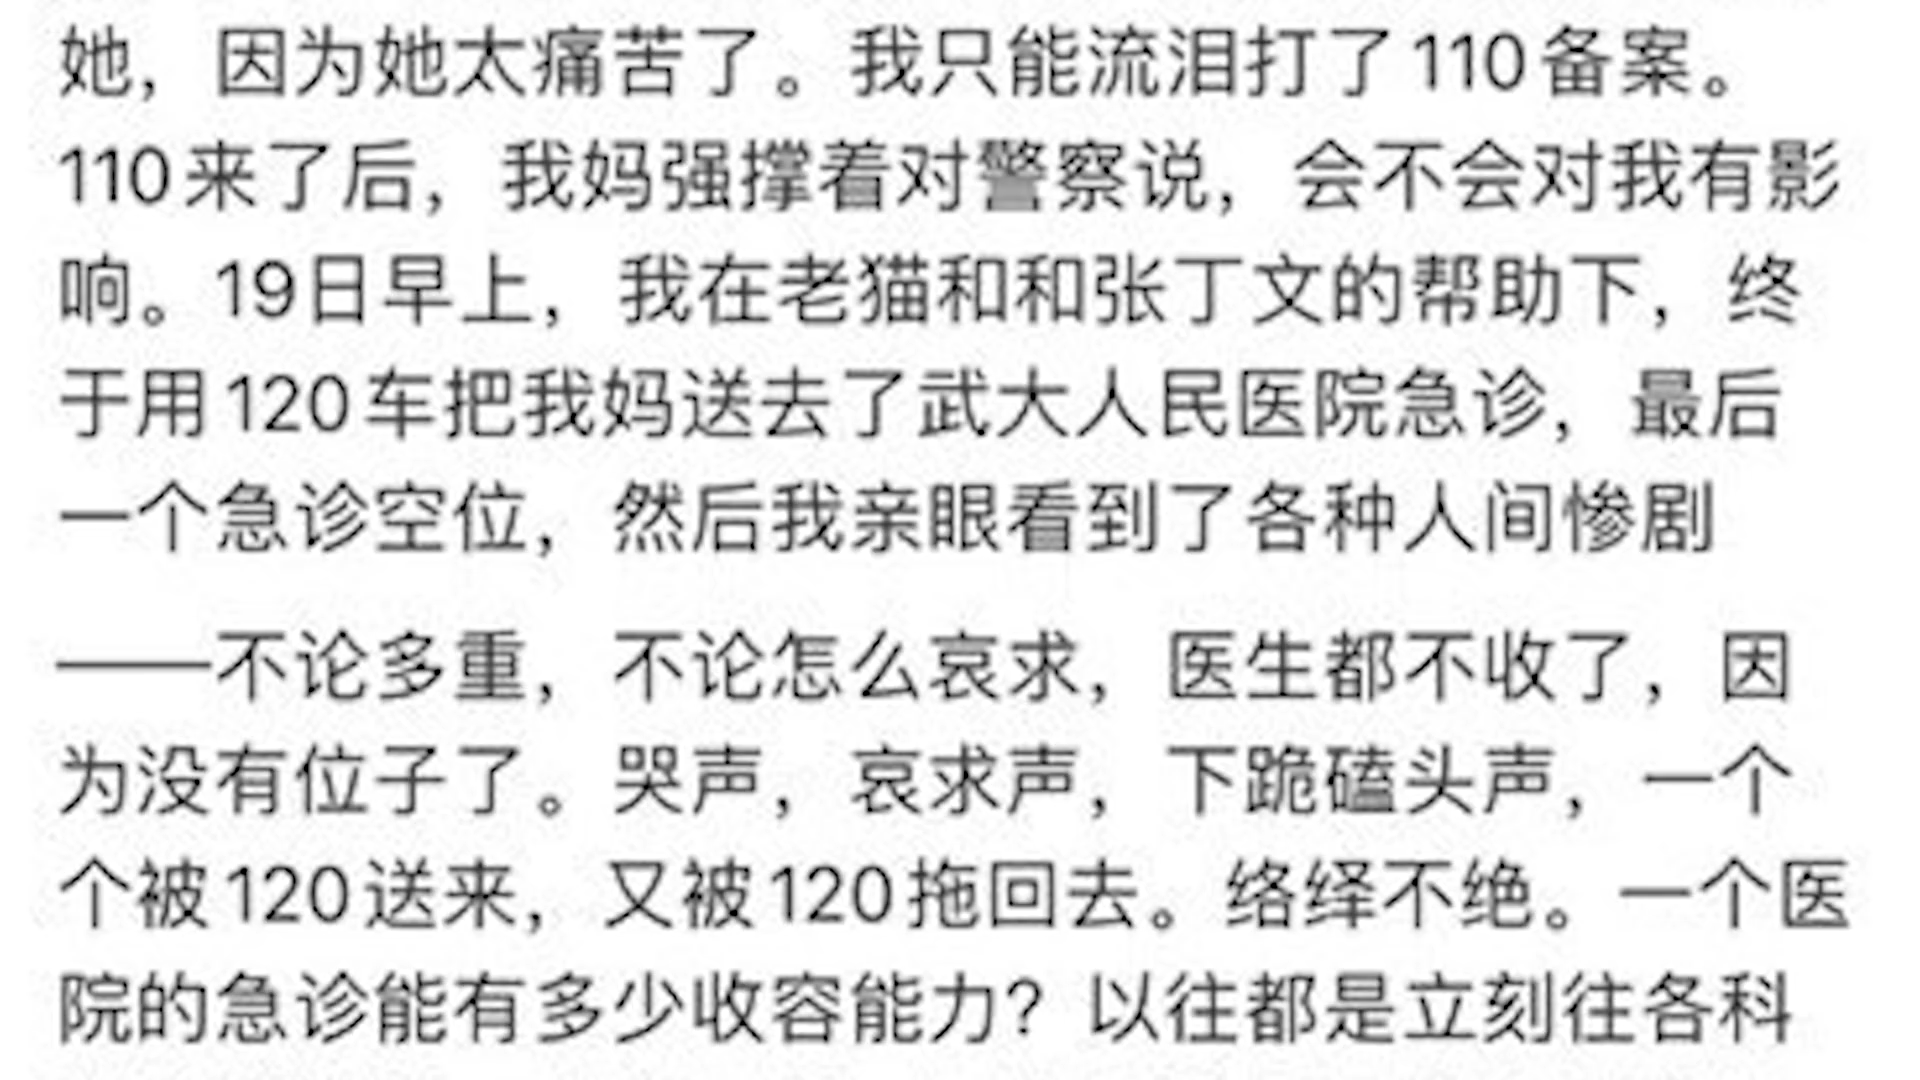 她，因为她太痛苦了。我只能流泪打了110备案。
110来了后，我妈强撑着对警察说，会不会对我有影
响。19日早上，我在老猫和和张丁文的帮助下，终
于用120车把我妈送去了武大人民医院急诊，最后
一个急诊空位，然后我亲眼看到了各种人间惨剧
——不论多重，不论怎么哀求，医生都不收了，因
为没有位子了。哭声，哀求声，下跪磕头声，一个
个被120送来，又被120拖回去。络绎不绝。一个医
院的急诊能有多少收容能力？以往都是立刻往各科